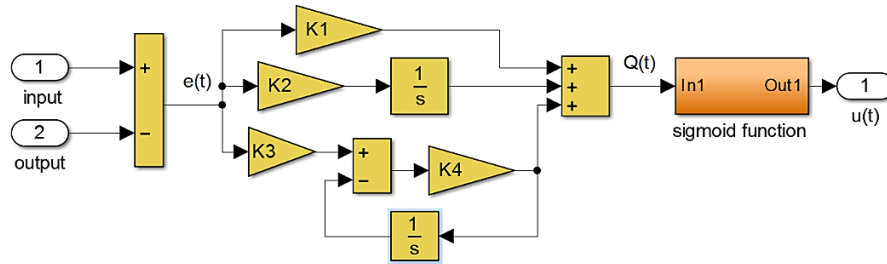 K1
1
+
e(t)
+
Q(t)
K2
1
s
+
In1
Out1
1
input
+
2
−
sigmoid function
u(t)
output
K3
+
−
K4
1
s